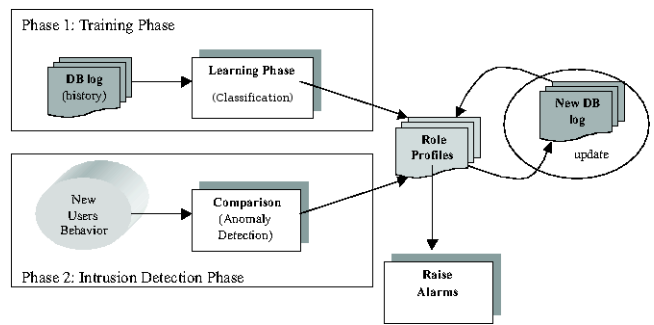 Phase 1: Training Phase
DB log
(history)
Learning Phase
(Classification)
Role
Profiles
New DB
log
update
New
Users
Behavior
Comparison
(Anomaly
Detection)
Phase 2: Intrusion Detection Phase
Raise
Alarms